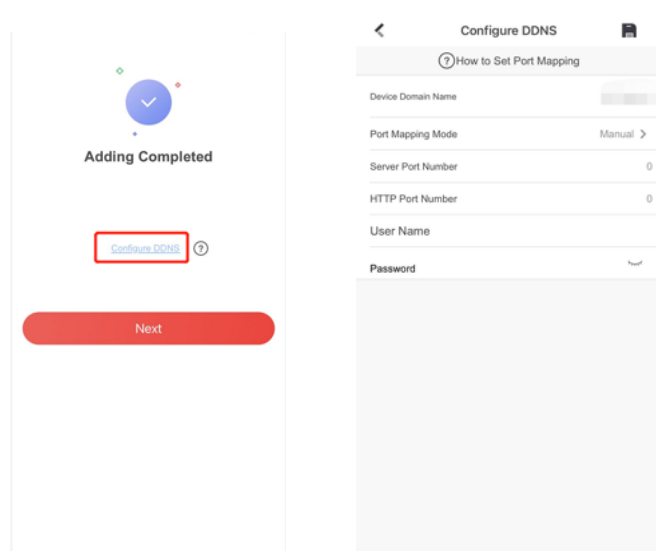 Adding Completed
Configure DDNS ?
Next
Configure DDNS
?How to Set Port Mapping
Device Domain Name
Port Mapping Mode Manual >
Server Port Number 0
HTTP Port Number 0
User Name
Password